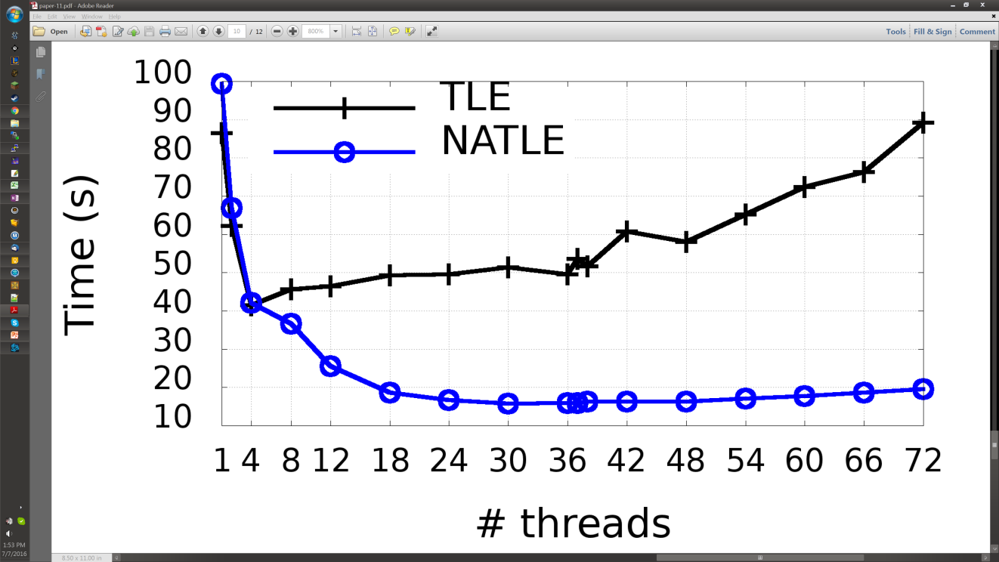 paper-11.pdf - Adobe Reader
File Edit View Window Help
Open
10 / 12
800%
Tools Fill & Sign Comment
100
90
80
70
60
50
40
30
20
10
Time (s)
TLE
NATLE
1 4 8 12 18 24 30 36 42 48 54 60 66 72
# threads
8.50 x 11.00 in
1:53 PM
7/7/2016